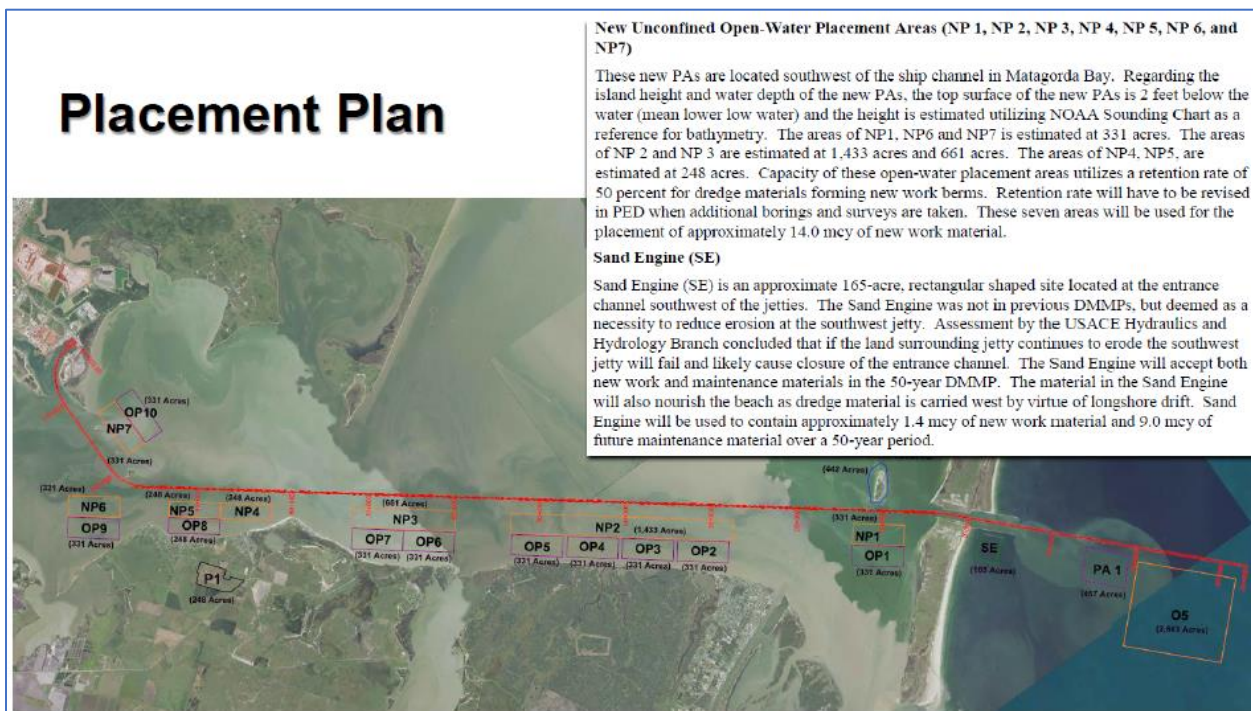 Placement Plan
New Unconfined Open-Water Placement Areas (NP 1, NP 2, NP 3, NP 4, NP 5, NP 6, and
NP7)
These new PAs are located southwest of the ship channel in Matagorda Bay. Regarding the
island height and water depth of the new PAs, the top surface of the new PAs is 2 feet below the
water (mean lower low water) and the height is estimated utilizing NOAA Sounding Chart as a
reference for bathymetry. The areas of NP1, NP6 and NP7 is estimated at 331 acres. The areas
of NP 2 and NP 3 are estimated at 1,433 acres and 661 acres. The areas of NP4, NP5, are
estimated at 248 acres. Capacity of these open-water placement areas utilizes a retention rate of
50 percent for dredge materials forming new work berms. Retention rate will have to be revised
in PED when additional borings and surveys are taken. These seven areas will be used for the
placement of approximately 14.0 mcy of new work material.
Sand Engine (SE)
Sand Engine (SE) is an approximate 165-acre, rectangular shaped site located at the entrance
channel southwest of the jetties. The Sand Engine was not in previous DMMPs, but deemed as a
necessity to reduce erosion at the southwest jetty. Assessment by the USACE Hydraulics and
Hydrology Branch concluded that if the land surrounding jetty continues to erode the southwest
jetty will fail and likely cause closure of the entrance channel. The Sand Engine will accept both
new work and maintenance materials in the 50-year DMMP. The material in the Sand Engine
will also nourish the beach as dredge material is carried west by virtue of longshore drift. Sand
Engine will be used to contain approximately 1.4 mcy of new work material and 9.0 mcy of
future maintenance material over a 50-year period.
(331 Acres)
OP10
NP7
(331 Acres)
(331 Acres)
NP6
OP9
(331 Acres)
(248 Acres)
NP5
OP8
(248 Acres)
(248 Acres)
NP4
P1
(661 Acres)
NP3
OP7
OP6
(331 Acres)
(331 Acres)
NP2
(1,433 Acres)
OP5
OP4
OP3
OP2
(331 Acres)
(331 Acres)
(331 Acres)
(331 Acres)
(331 Acres)
NP1
OP1
(331 Acres)
SE
PA 1
O5